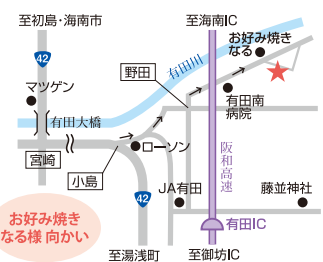 至初島・海南市
至海南IC
42
お好み焼き
なる
有田川
野田
マツゲン
有田南
病院
有田大橋
ローソン
阪和高速
宮崎
小島
JA有田
藤並神社
42
お好み焼き
なる様 向かい
有田IC
至湯浅町
至御坊IC